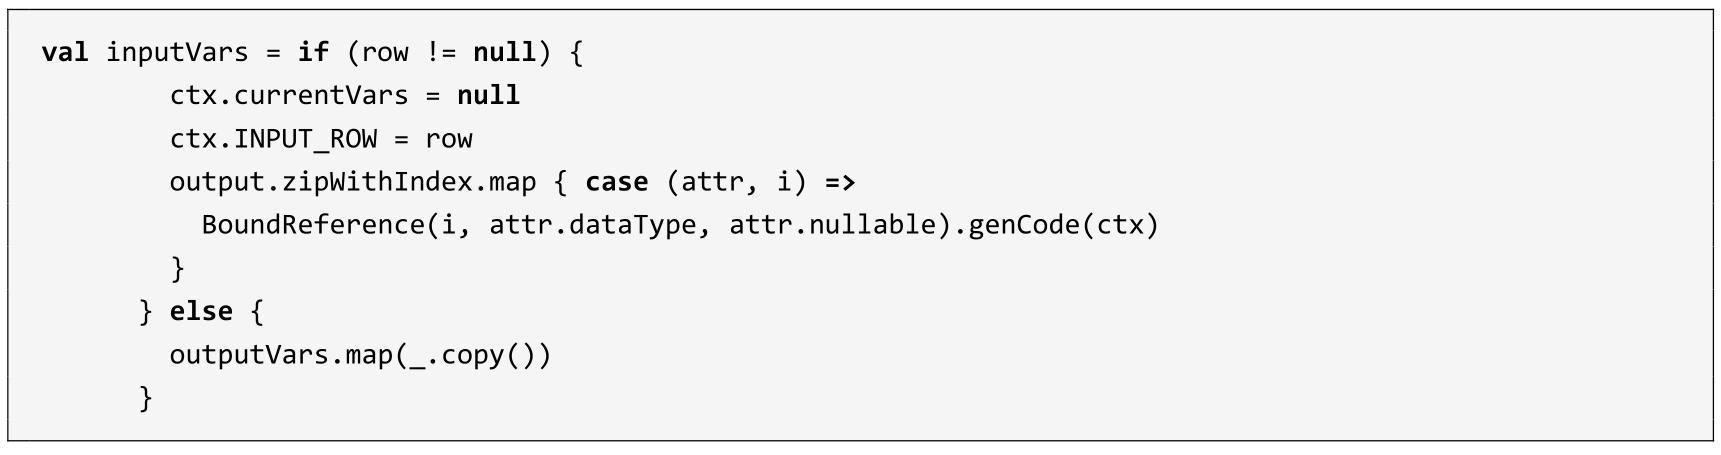 val inputVars = if (row != null) {
        ctx.currentVars = null
        ctx.INPUT_ROW = row
        output.zipWithIndex.map { case (attr, i) =>
          BoundReference(i, attr.dataType, attr.nullable).genCode(ctx)
        }
      } else {
        outputVars.map(_.copy())
      }